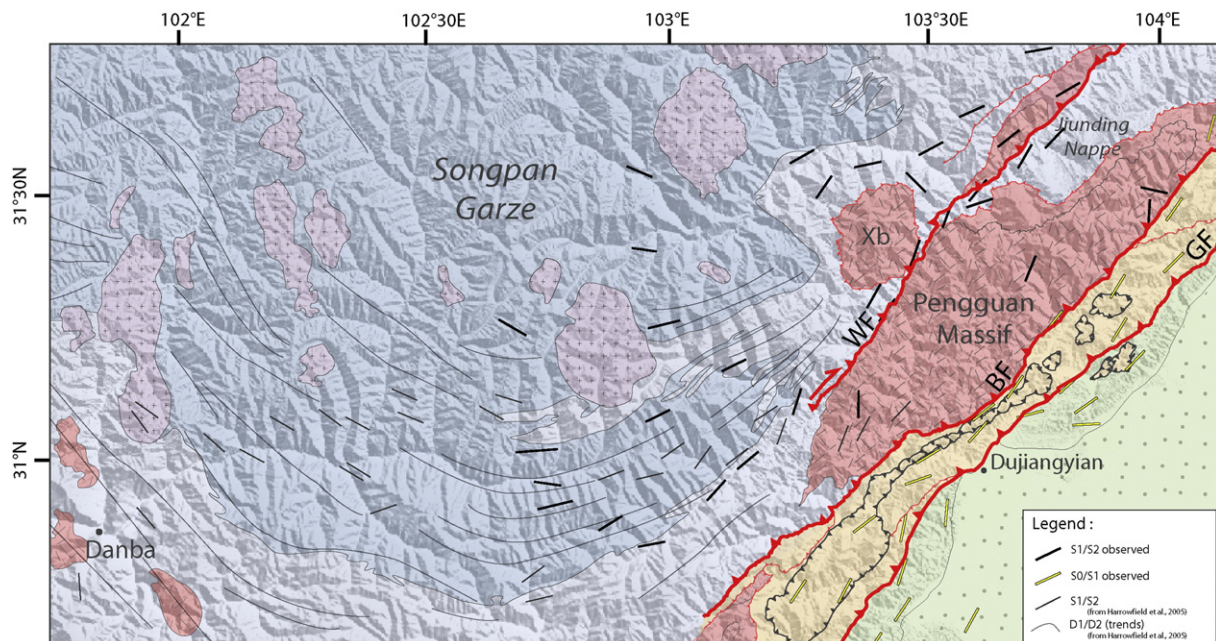 102°E
102°30E
103°E
103°30E
104°E
31°30N
31°N
Songpan
Garze
Jiunding
Nappe
Xb
Pengguan
Massif
WF
BF
GF
Dujiangyian
Danba
Legend :
S1/S2 observed
S0/S1 observed
S1/S2
(from Harrowfield et al., 2005)
D1/D2 (trends)
(from Harrowfield et al., 2005)